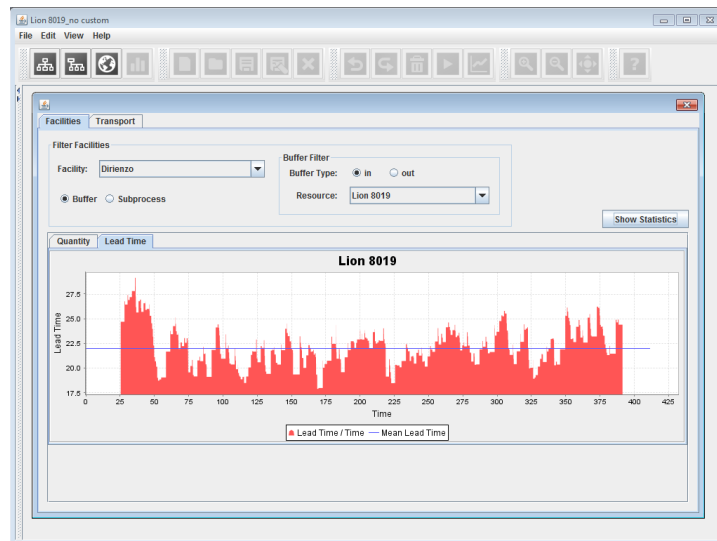 Lion 8019_no custom
File Edit View Help
?
Facilities Transport
Filter Facilities
Facility: Dirienzo
Buffer Subprocess
Buffer Filter
Buffer Type: in out
Resource: Lion 8019
Show Statistics
Quantity Lead Time
Lion 8019
Lead Time
27.5
25.0
22.5
20.0
17.5
0 25 50 75 100 125 150 175 200 225 250 275 300 325 350 375 400 425
Time
Lead Time / Time Mean Lead Time